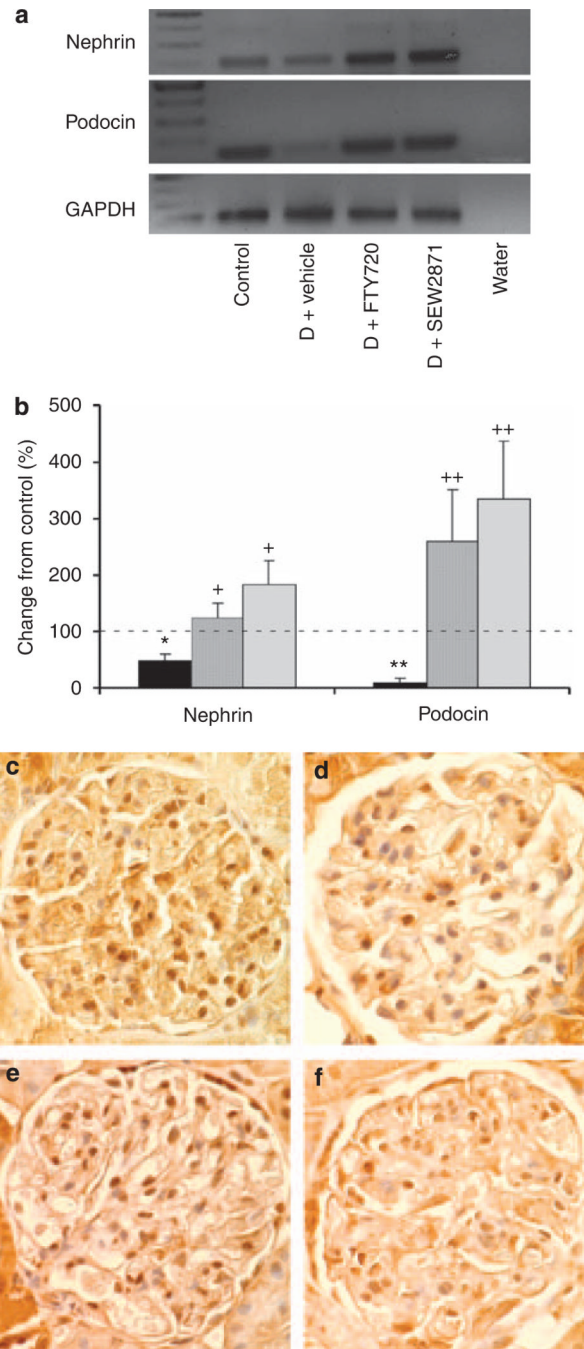 a
Nephrin
Podocin
GAPDH
Control
D + vehicle
D + FTY720
D + SEW2871
Water
b
500
400
300
200
100
0
Change from control (%)
*
+
+
**
++
++
Nephrin
Podocin
c
d
e
f